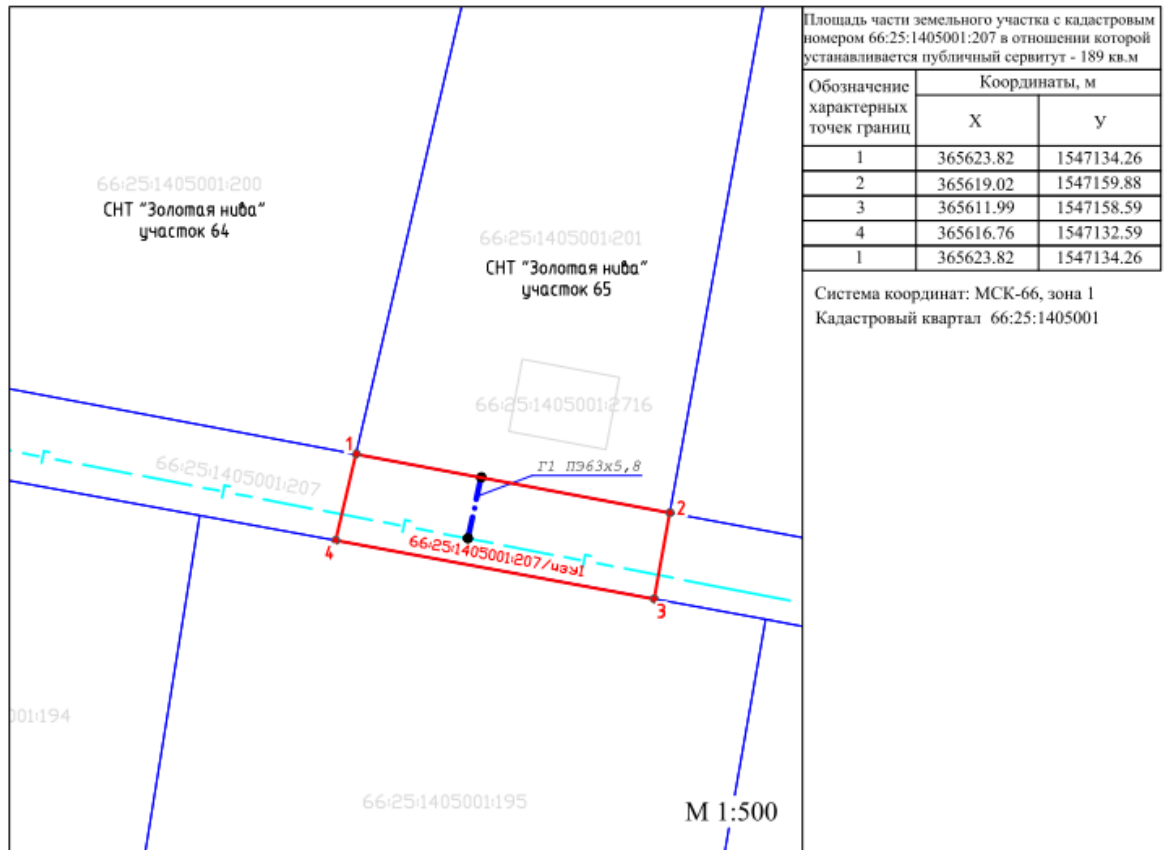 Площадь части земельного участка с кадастровым
номером 66:25:1405001:207 в отношении которой
устанавливается публичный сервитут - 189 кв.м
Обозначение
характерных
точек границ
Координаты, м
Х
У
1 365623.82 1547134.26
2 365619.02 1547159.88
3 365611.99 1547158.59
4 365616.76 1547132.59
1 365623.82 1547134.26
Система координат: МСК-66, зона 1
Кадастровый квартал 66:25:1405001
66:25:1405001:200
СНТ "Золотая нива"
участок 64
66:25:1405001:201
СНТ "Золотая нива"
участок 65
66:25:1405001:2716
1
Г1 ПЭ63х5,8
66:25:1405001:207
2
4
66:25:1405001:207/чзу1
3
001:194
66:25:1405001:195
М 1:500